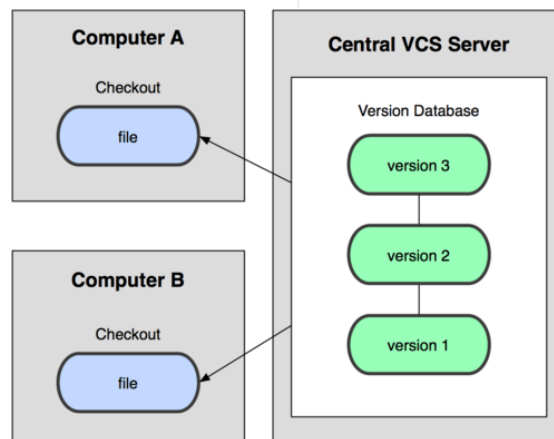 Computer A
Checkout
file
Computer B
Checkout
file
Central VCS Server
Version Database
version 3
version 2
version 1